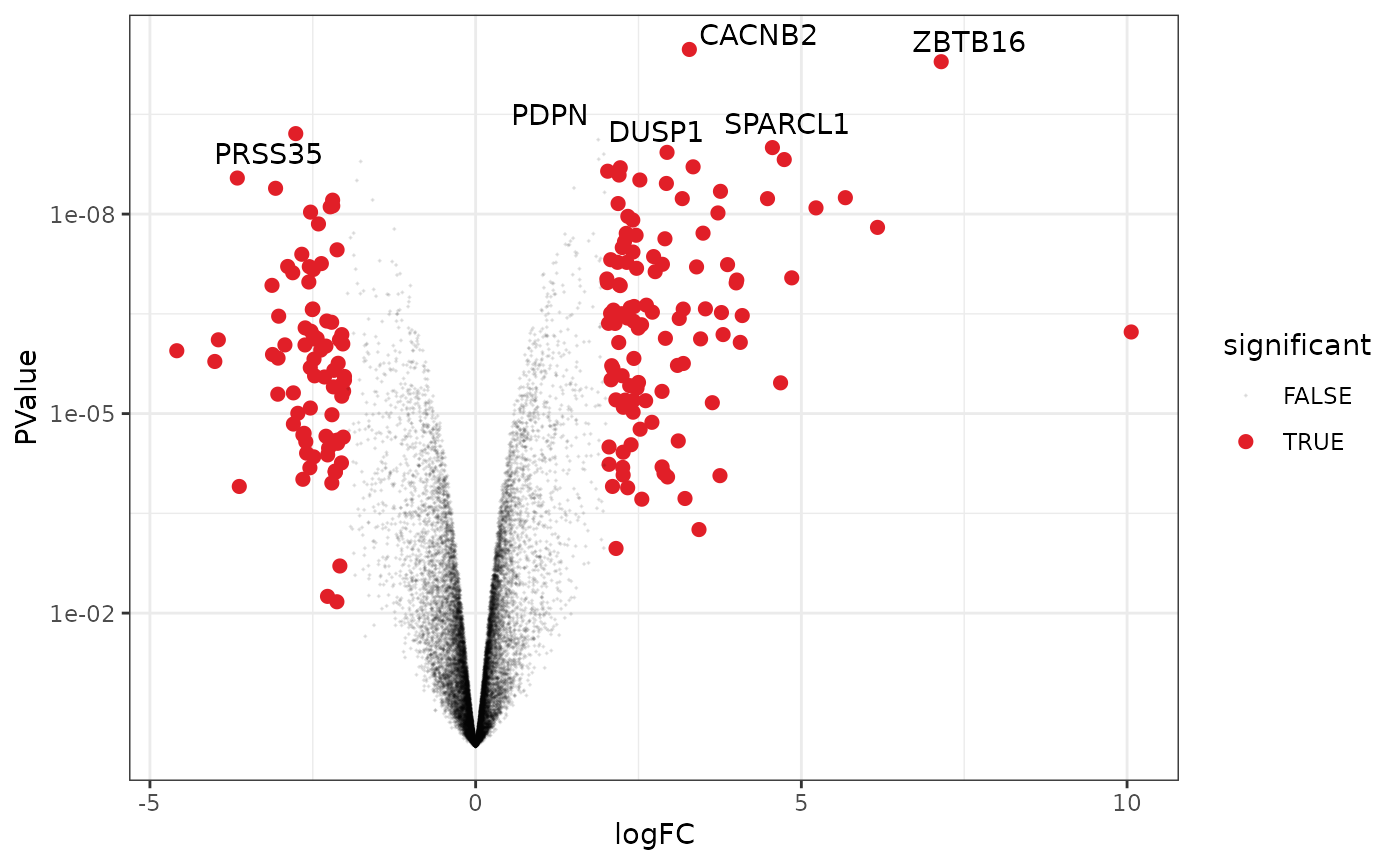 CACNB2
ZBTB16
PDPN
DUSP1
SPARCL1
PRSS35
1e-08
1e-05
1e-02
PValue
-5
0
5
10
logFC
significant
FALSE
TRUE